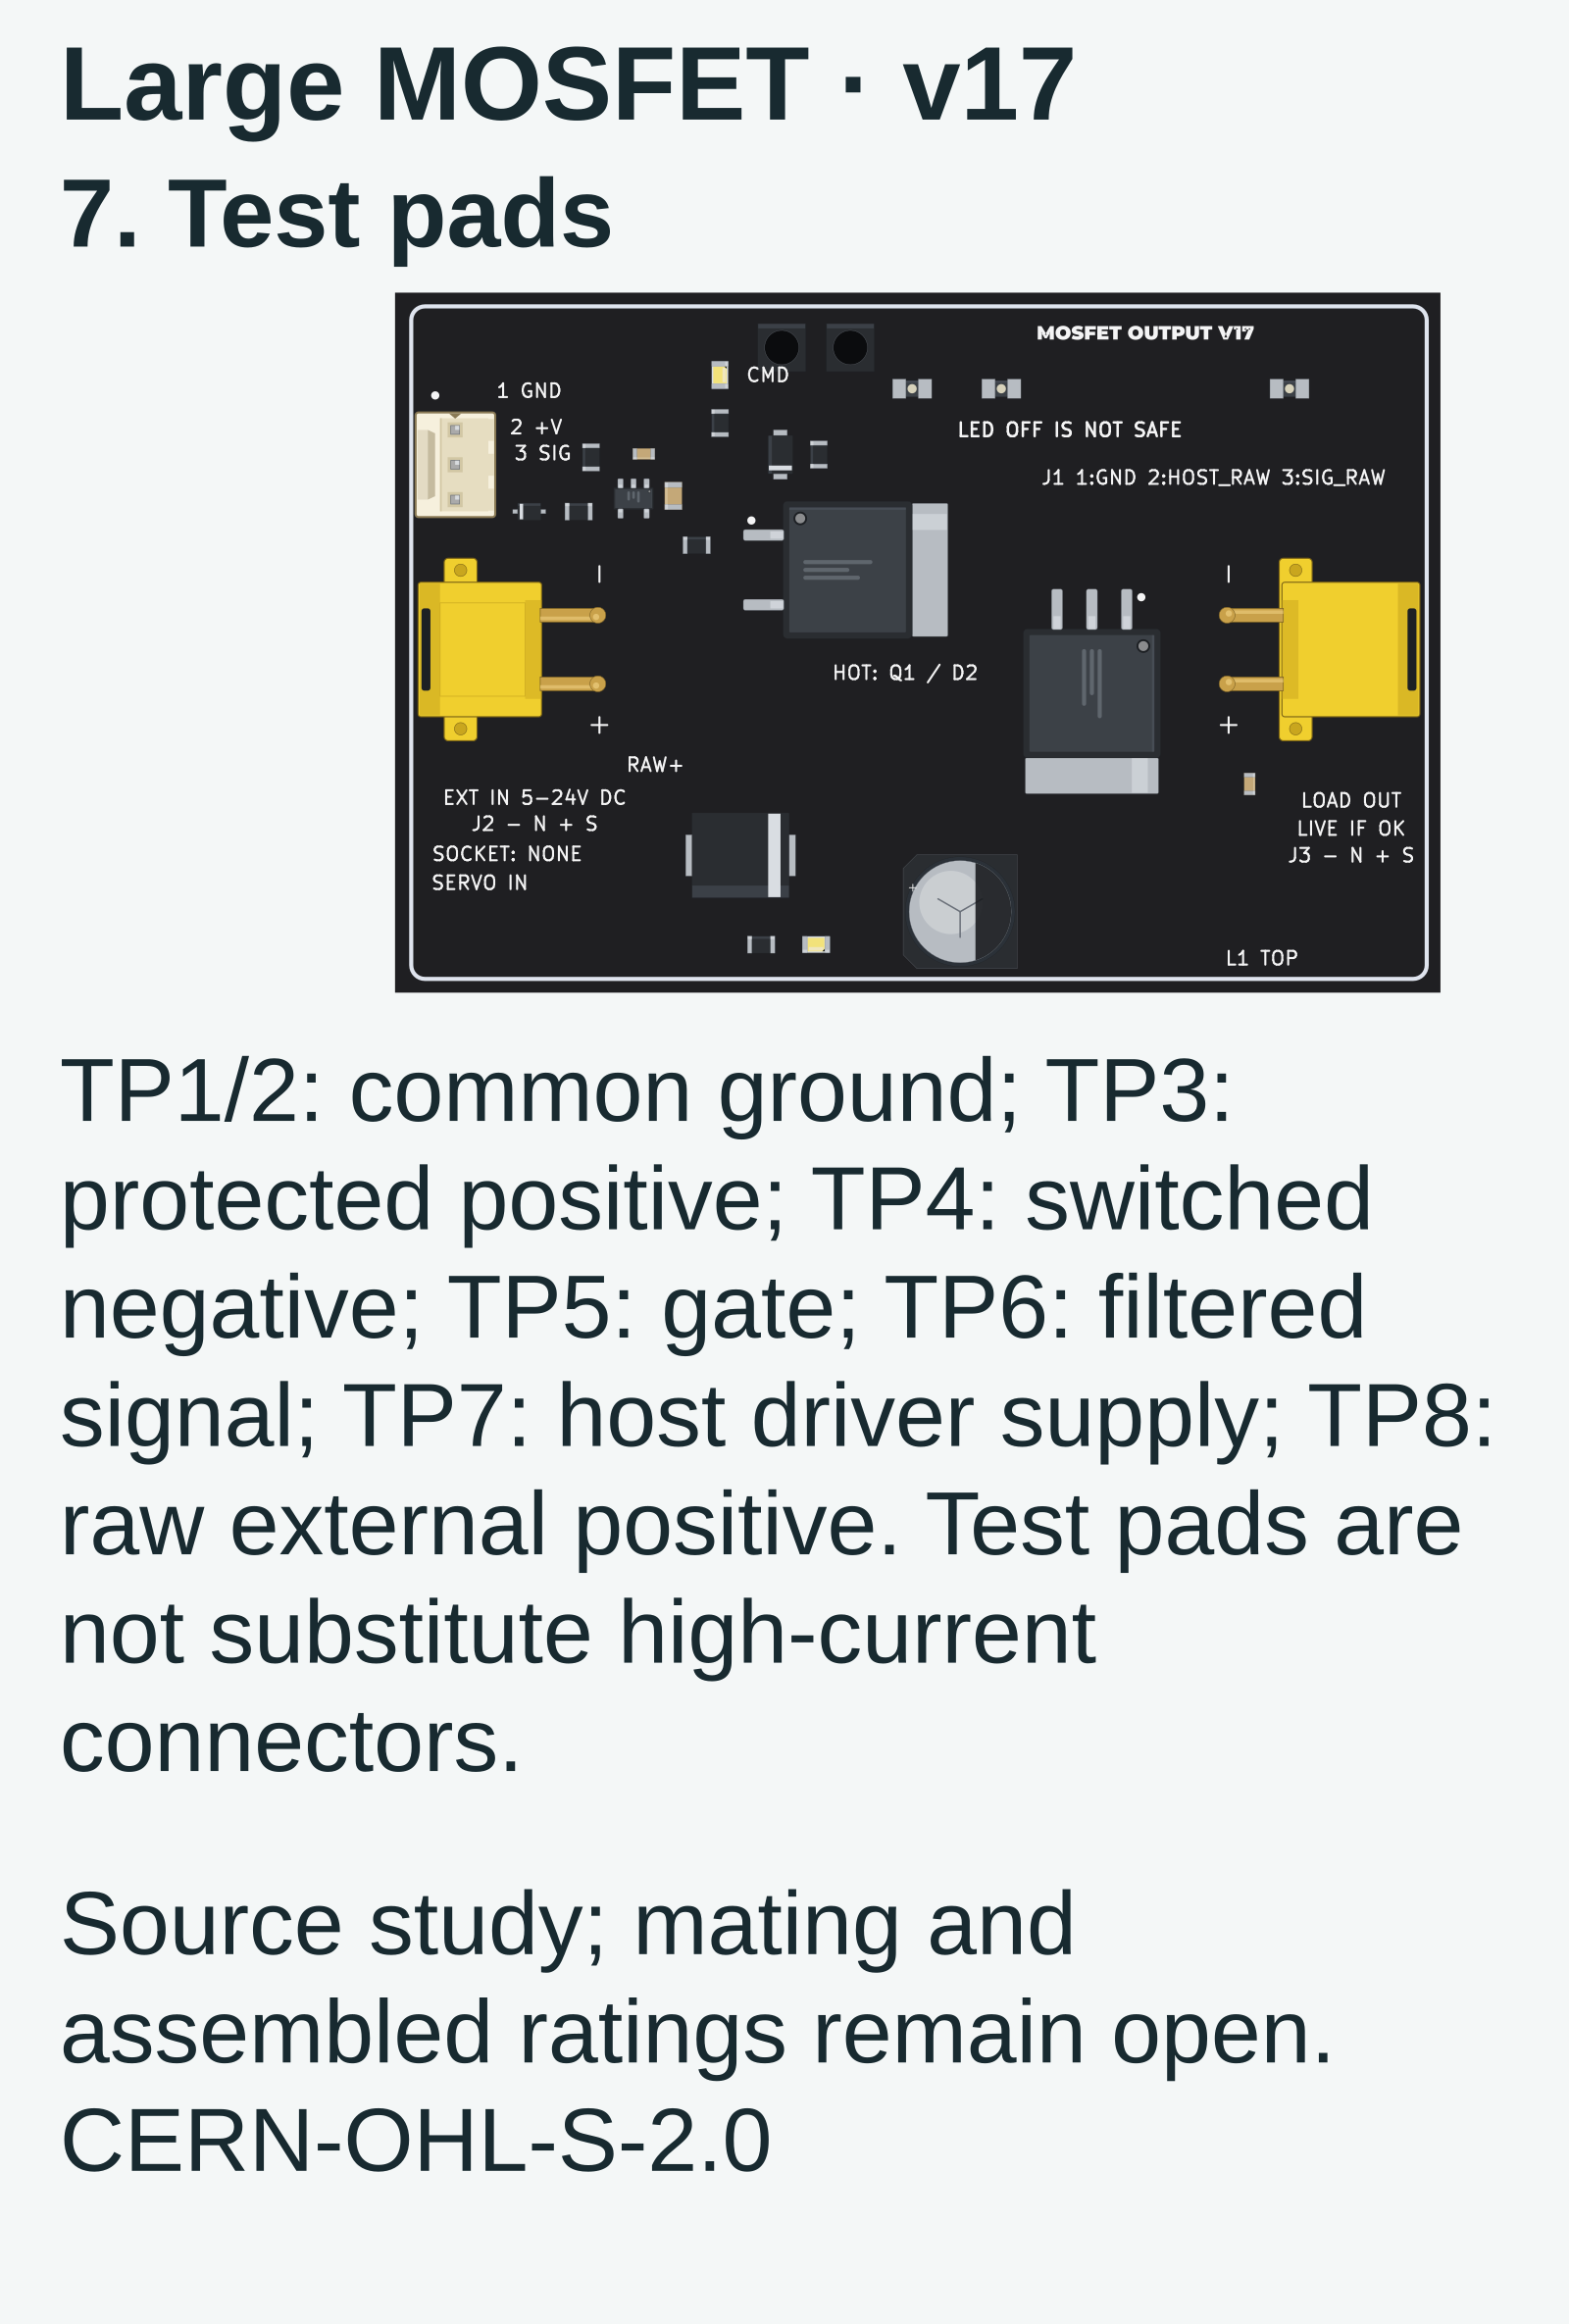 Large MOSFET · v17
7. Test pads
MOSFET OUTPUT V17
CMD
1 GND
2 +V
3 SIG
LED OFF IS NOT SAFE
J1 1:GND 2:HOST_RAW 3:SIG_RAW
HOT: Q1 / D2
RAW+
EXT IN 5–24V DC
J2 – N + S
SOCKET: NONE
SERVO IN
LOAD OUT
LIVE IF OK
J3 – N + S
L1 TOP
TP1/2: common ground; TP3:
protected positive; TP4: switched
negative; TP5: gate; TP6: filtered
signal; TP7: host driver supply; TP8:
raw external positive. Test pads are
not substitute high-current
connectors.
Source study; mating and
assembled ratings remain open.
CERN-OHL-S-2.0